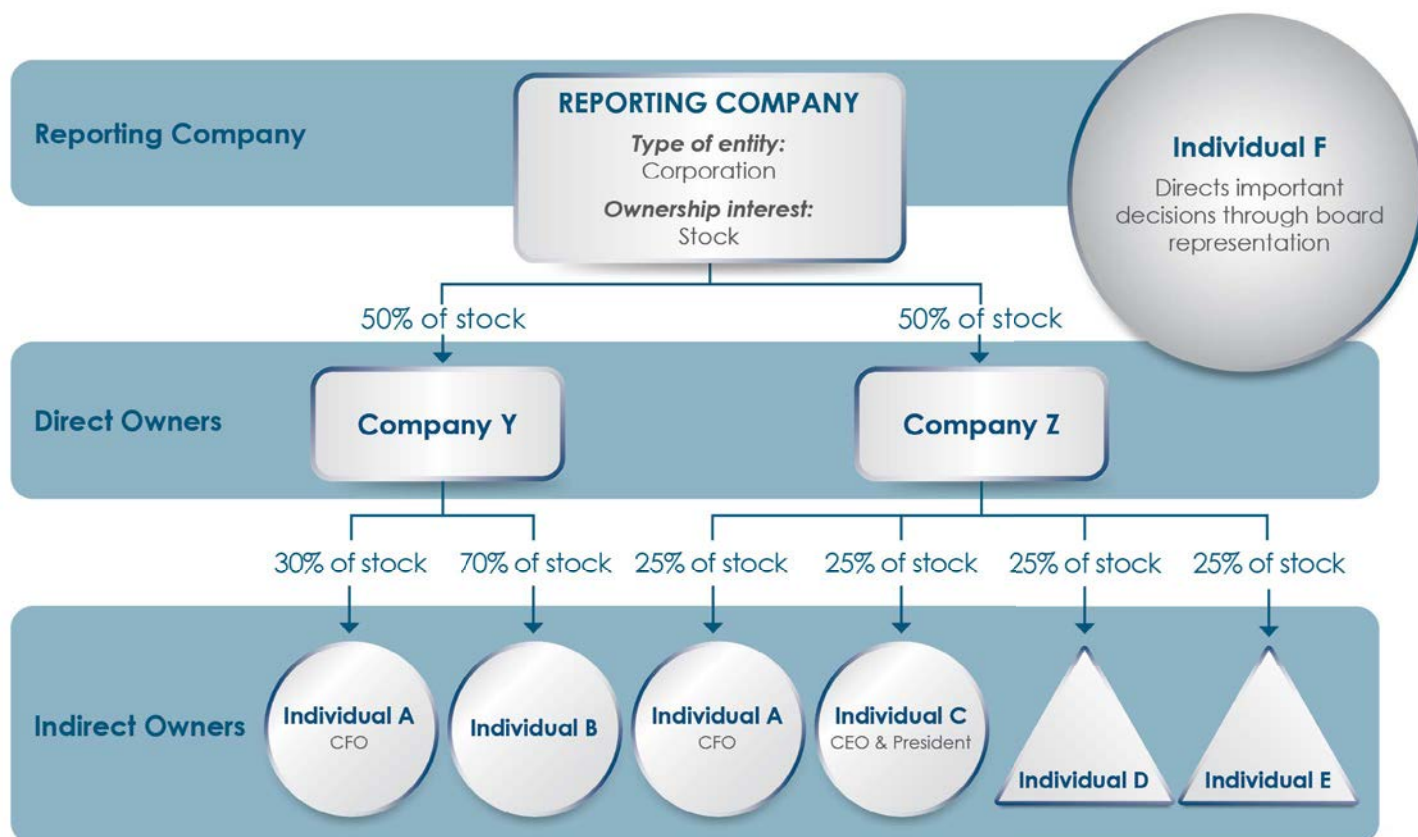 Reporting Company
REPORTING COMPANY
Type of entity:
Corporation
Ownership interest:
Stock
Individual F
Directs important
decisions through board
representation
50% of stock
50% of stock
Direct Owners
Company Y
Company Z
30% of stock
70% of stock
25% of stock
25% of stock
25% of stock
25% of stock
Indirect Owners
Individual A
CFO
Individual B
Individual A
CFO
Individual C
CEO & President
Individual D
Individual E